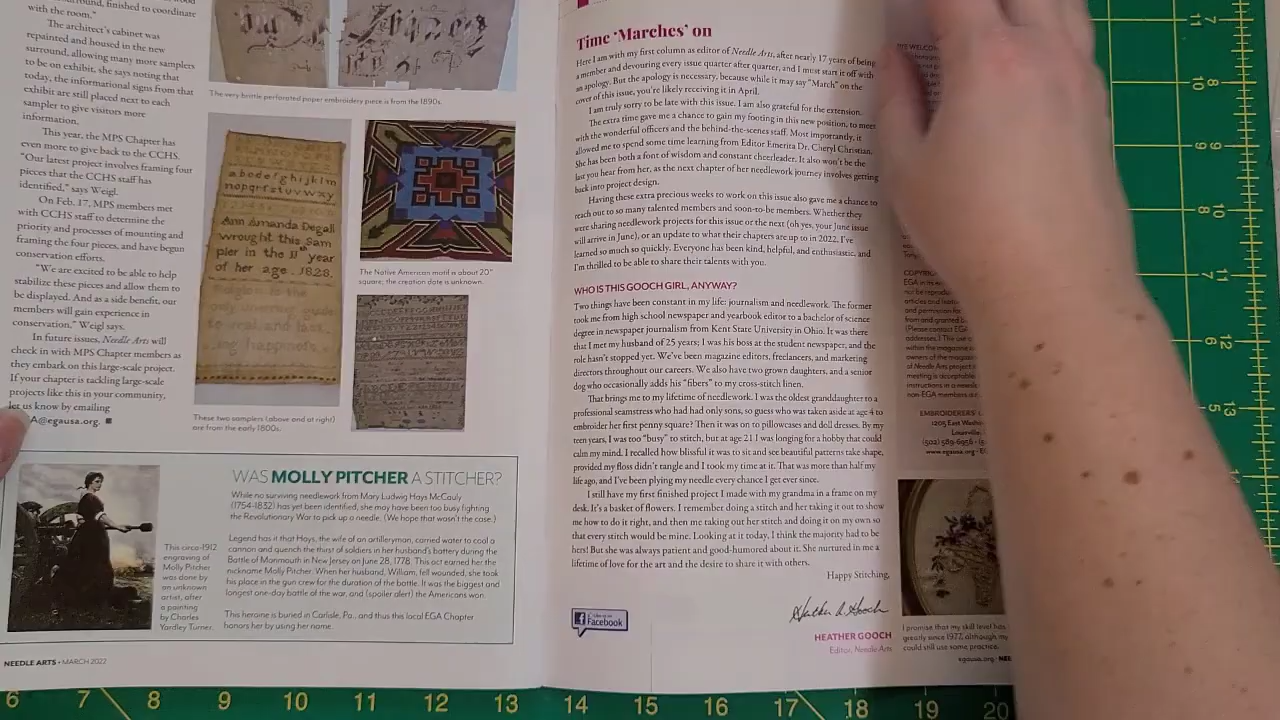 with the room."
The architect's cabinet was
repainted and housed in the new
surround, allowing many more samplers
to be on exhibit, she says noting that
today, the informational signs from that
exhibit are still placed next to each
sampler to give visitors more
information.
This year, the MPS Chapter has
even more to give back to the CCHS.
"Our latest project involves framing four
pieces that the CCHS staff has
identified," says Weigl.
On Feb. 17, MPS members met
with CCHS staff to determine the
priority and processes of mounting and
framing the four pieces, and have begun
conservation efforts.
"We are excited to be able to help
stabilize these pieces and allow them to
be displayed. And as a side benefit, our
members will gain experience in
conservation," Weigl says.
In future issues, Needle Arts will
check in with MPS Chapter members as
they embark on this large-scale project.
If your chapter is tackling large-scale
projects like this in your community,
let us know by emailing
A@egausa.org. ■
The very brittle perforated paper embroidery piece is from the 1890s.
abcdefghijklm
nopqrstuvwxy
Ann Amanda Degall
wrought this Sam
pler in the 11th year
of her age. 1828.
The Native American motif is about 20"
square; the creation date is unknown.
These two samplers (above and at right)
are from the early 1800s.
WAS MOLLY PITCHER A STITCHER?
While no surviving needlework from Mary Ludwig Hays McCauly
(1754-1832) has yet been identified, she may have been too busy fighting
the Revolutionary War to pick up a needle. (We hope that wasn't the case.)
Legend has it that Hays, the wife of an artilleryman, carried water to cool a
cannon and quench the thirst of soldiers in her husband's battery during the
Battle of Monmouth in New Jersey on June 28, 1778. This act earned her the
nickname Molly Pitcher. When her husband, William, fell wounded, she took
his place in the gun crew for the duration of the battle. It was the biggest and
longest one-day battle of the war, and (spoiler alert) the Americans won.
This heroine is buried in Carlisle, Pa., and thus this local EGA Chapter
honors her by using her name.
This circa-1912
engraving of
Molly Pitcher
was done by
an unknown
artist, after
a painting
by Charles
Yardley Turner.
NEEDLE ARTS • MARCH 2022
Time 'Marches' on
Here I am with my first column as editor of Needle Arts, after nearly 17 years of being
a member and devouring every issue quarter after quarter, and I must start it off with
an apology. But the apology is necessary, because while it may say "March" on the
cover of this issue, you're likely receiving it in April.
I am truly sorry to be late with this issue. I am also grateful for the extension.
The extra time gave me a chance to gain my footing in this new position, to meet
with the wonderful officers and the behind-the-scenes staff. Most importantly, it
allowed me to spend some time learning from Editor Emerita Dr. Cheryl Christian.
She has been both a font of wisdom and constant cheerleader. It also won't be the
last you hear from her, as the next chapter of her needlework journey involves getting
back into project design.
Having these extra precious weeks to work on this issue also gave me a chance to
reach out to so many talented members and soon-to-be members. Whether they
were sharing needlework projects for this issue or the next (oh yes, your June issue
will arrive in June), or an update to what their chapters are up to in 2022, I've
learned so much so quickly. Everyone has been kind, helpful, and enthusiastic, and
I'm thrilled to be able to share their talents with you.
WHO IS THIS GOOCH GIRL, ANYWAY?
Two things have been constant in my life: journalism and needlework. The former
took me from high school newspaper and yearbook editor to a bachelor of science
degree in newspaper journalism from Kent State University in Ohio. It was there
that I met my husband of 25 years; I was his boss at the student newspaper, and the
role hasn't stopped yet. We've been magazine editors, freelancers, and marketing
directors throughout our careers. We also have two grown daughters, and a senior
dog who occasionally adds his "fibers" to my cross-stitch linen.
That brings me to my lifetime of needlework. I was the oldest granddaughter to a
professional seamstress who had had only sons, so guess who was taken aside at age 4 to
embroider her first penny square? Then it was on to pillowcases and doll dresses. By my
teen years, I was too "busy" to stitch, but at age 21 I was longing for a hobby that could
calm my mind. I recalled how blissful it was to sit and see beautiful patterns take shape,
provided my floss didn't tangle and I took my time at it. That was more than half my
life ago, and I've been plying my needle every chance I get ever since.
I still have my first finished project I made with my grandma in a frame on my
desk. It's a basket of flowers. I remember doing a stitch and her taking it out to show
me how to do it right, and then me taking out her stitch and doing it on my own so
that every stitch would be mine. Looking at it today, I think the majority had to be
hers! But she was always patient and good-humored about it. She nurtured in me a
lifetime of love for the art and the desire to share it with others.
Happy Stitching,
Heather A Gooch
HEATHER GOOCH
Editor, Needle Arts
Facebook
EMBROIDERERS'
1205 East
(502) 589-6956
www.egausa.org
I promise that my skill level has
greatly since 1977, although my
could still use some practice.
egausa.org
6 7 8 9 10 11 12 13 14 15 16 17 18 19 20